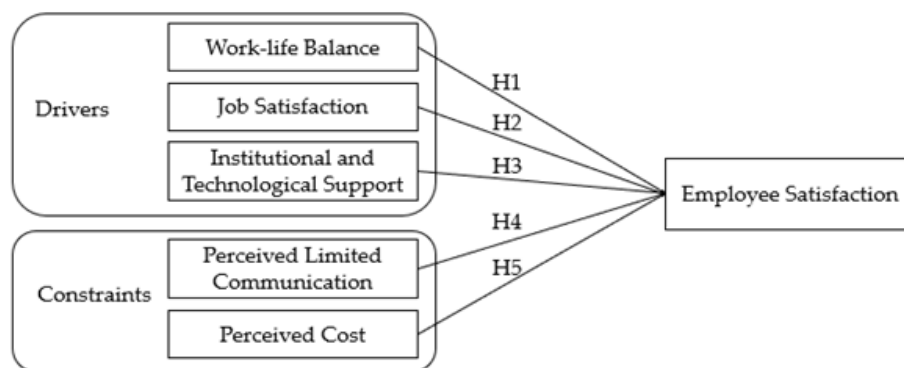 Work-life Balance
Drivers
Job Satisfaction
Institutional and
Technological Support
H1
H2
H3
Employee Satisfaction
H4
H5
Perceived Limited
Communication
Constraints
Perceived Cost